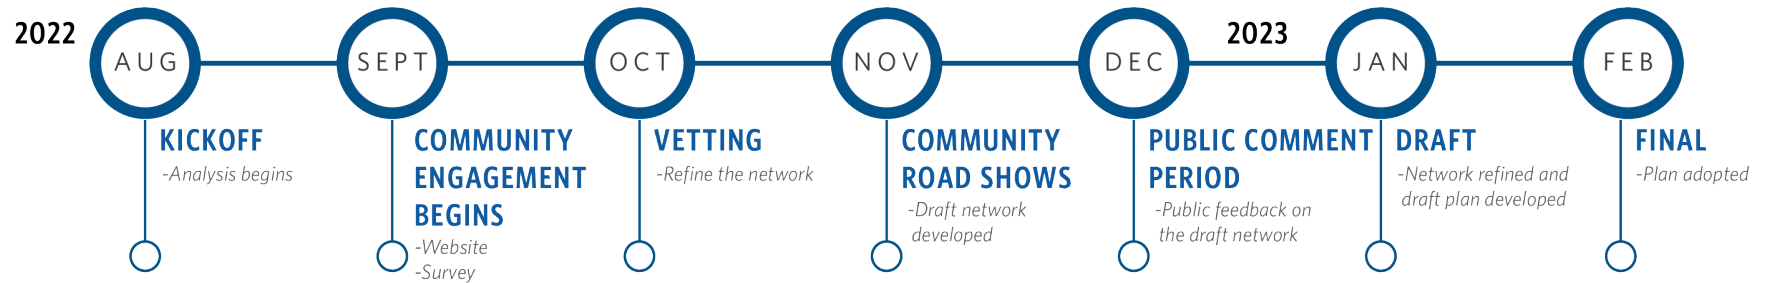 2022
2023
AUG
SEPT
OCT
NOV
DEC
JAN
FEB
KICKOFF
-Analysis begins
COMMUNITY
ENGAGEMENT
BEGINS
-Website
-Survey
VETTING
-Refine the network
COMMUNITY
ROAD SHOWS
-Draft network
developed
PUBLIC COMMENT
PERIOD
-Public feedback on
the draft network
DRAFT
-Network refined and
draft plan developed
FINAL
-Plan adopted